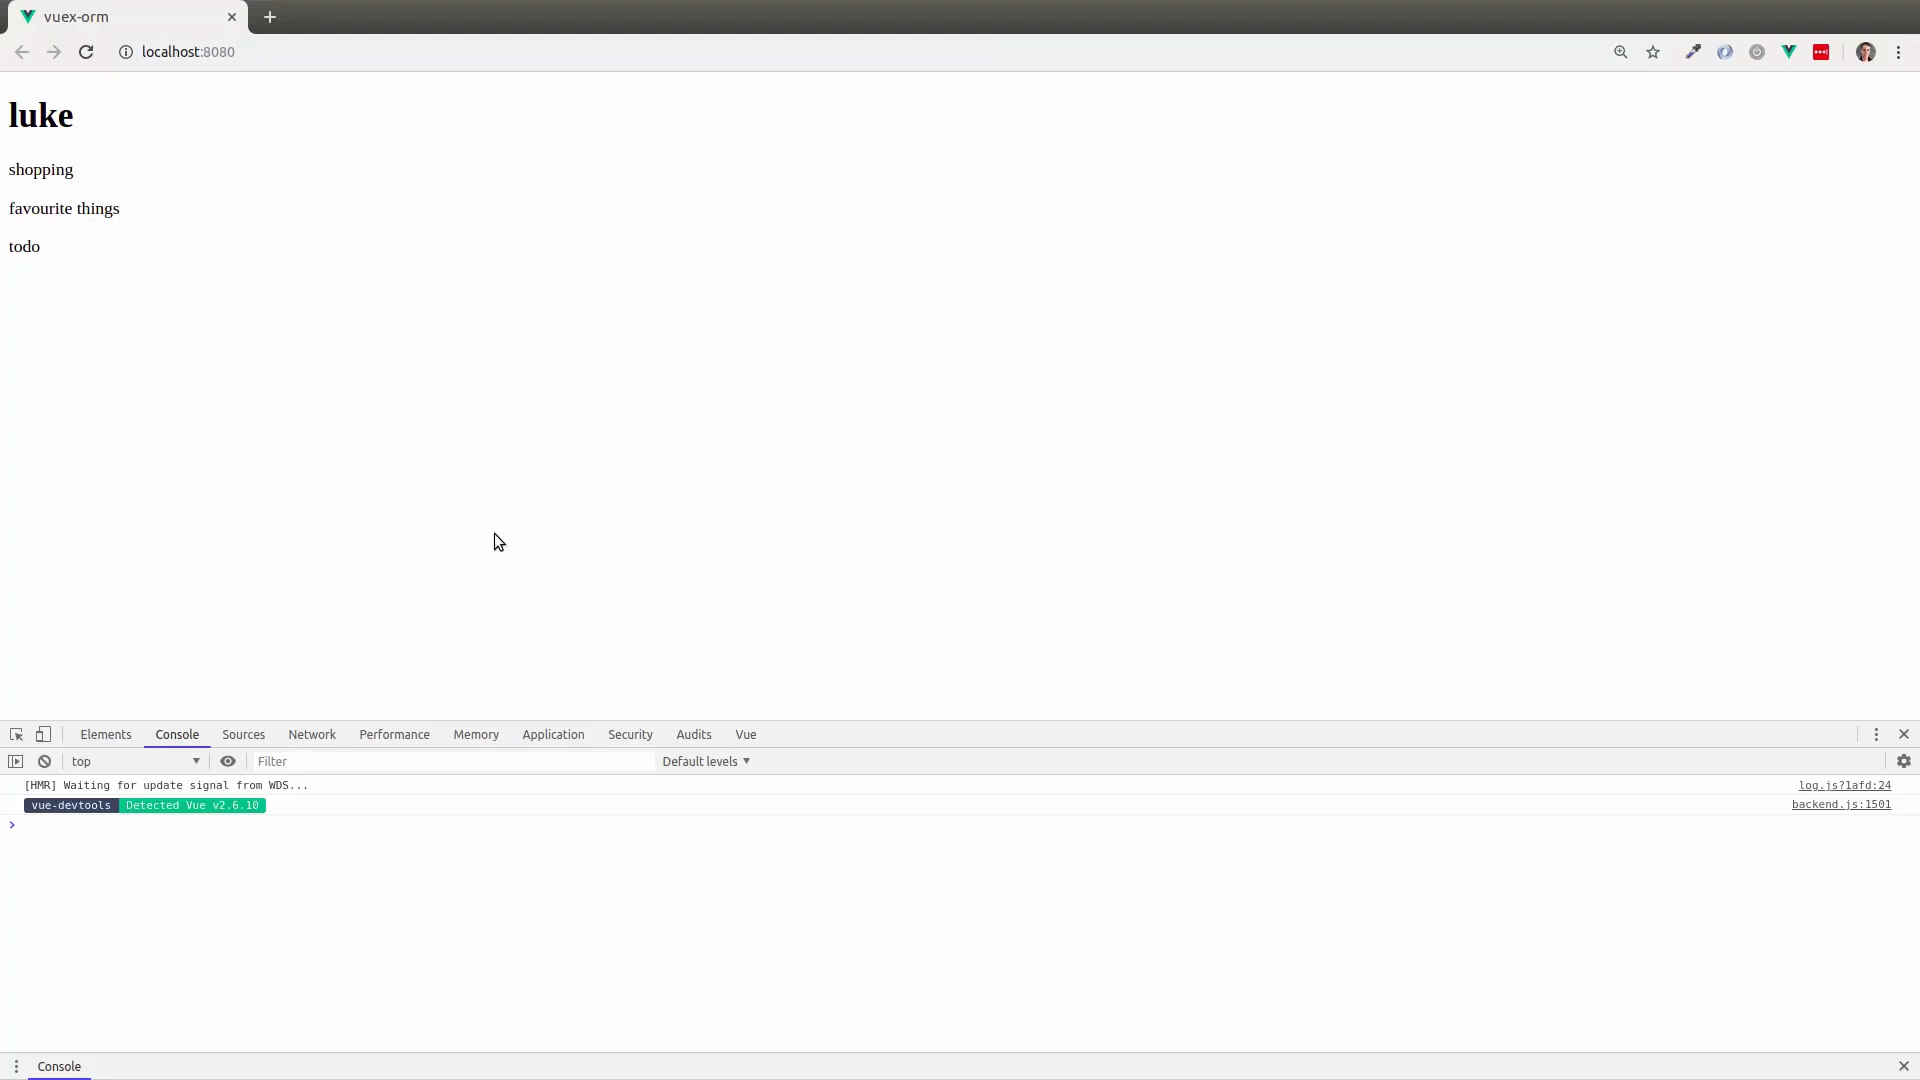 vuex-orm
localhost:8080
luke
shopping
favourite things
todo
Elements Console Sources Network Performance Memory Application Security Audits Vue
top Filter Default levels
[HMR] Waiting for update signal from WDS... log.js?1afd:24
vue-devtools Detected Vue v2.6.10 backend.js:1501
Console